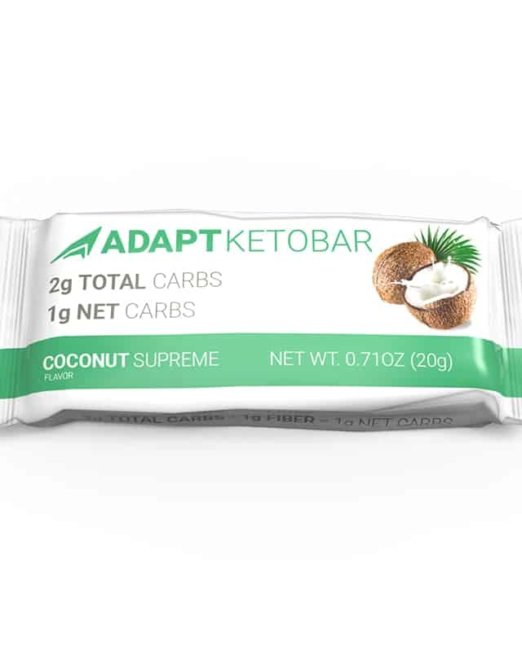 ADAPT KETOBAR
2g TOTAL CARBS
1g NET CARBS
COCONUT SUPREME
FLAVOR
NET WT. 0.71OZ (20g)
TOTAL CARBS - 1g FIBER - 1g NET CARBS